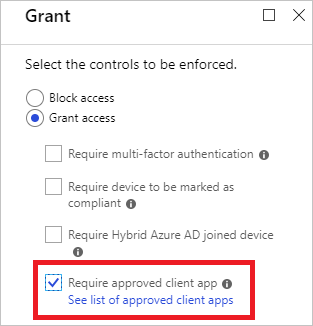 Grant
Select the controls to be enforced.
Block access
Grant access
Require multi-factor authentication
Require device to be marked as
compliant
Require Hybrid Azure AD joined device
Require approved client app
See list of approved client apps